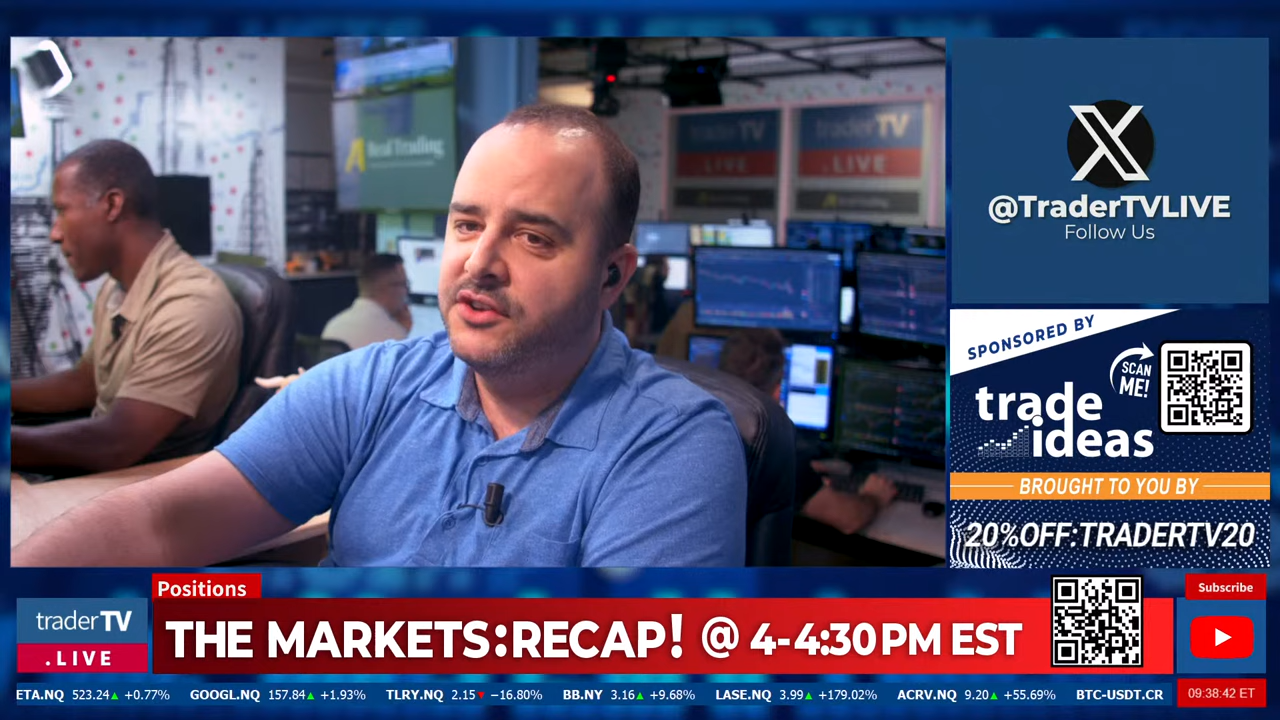 Real Trading
traderTV
.LIVE
traderTV
.LIVE
@TraderTVLIVE
Follow Us
SPONSORED BY
SCAN
ME!
trade
ideas
BROUGHT TO YOU BY
20%OFF:TRADERTV20
Positions
traderTV
.LIVE
THE MARKETS:RECAP! @ 4-4:30PM EST
Subscribe
ETA.NQ 523.24▲ +0.77% GOOGL.NQ 157.84▲ +1.93% TLRY.NQ 2.15▼ −16.80% BB.NY 3.16▲ +9.68% LASE.NQ 3.99▲ +179.02% ACRV.NQ 9.20▲ +55.69% BTC-USDT.CR
09:38:42 ET